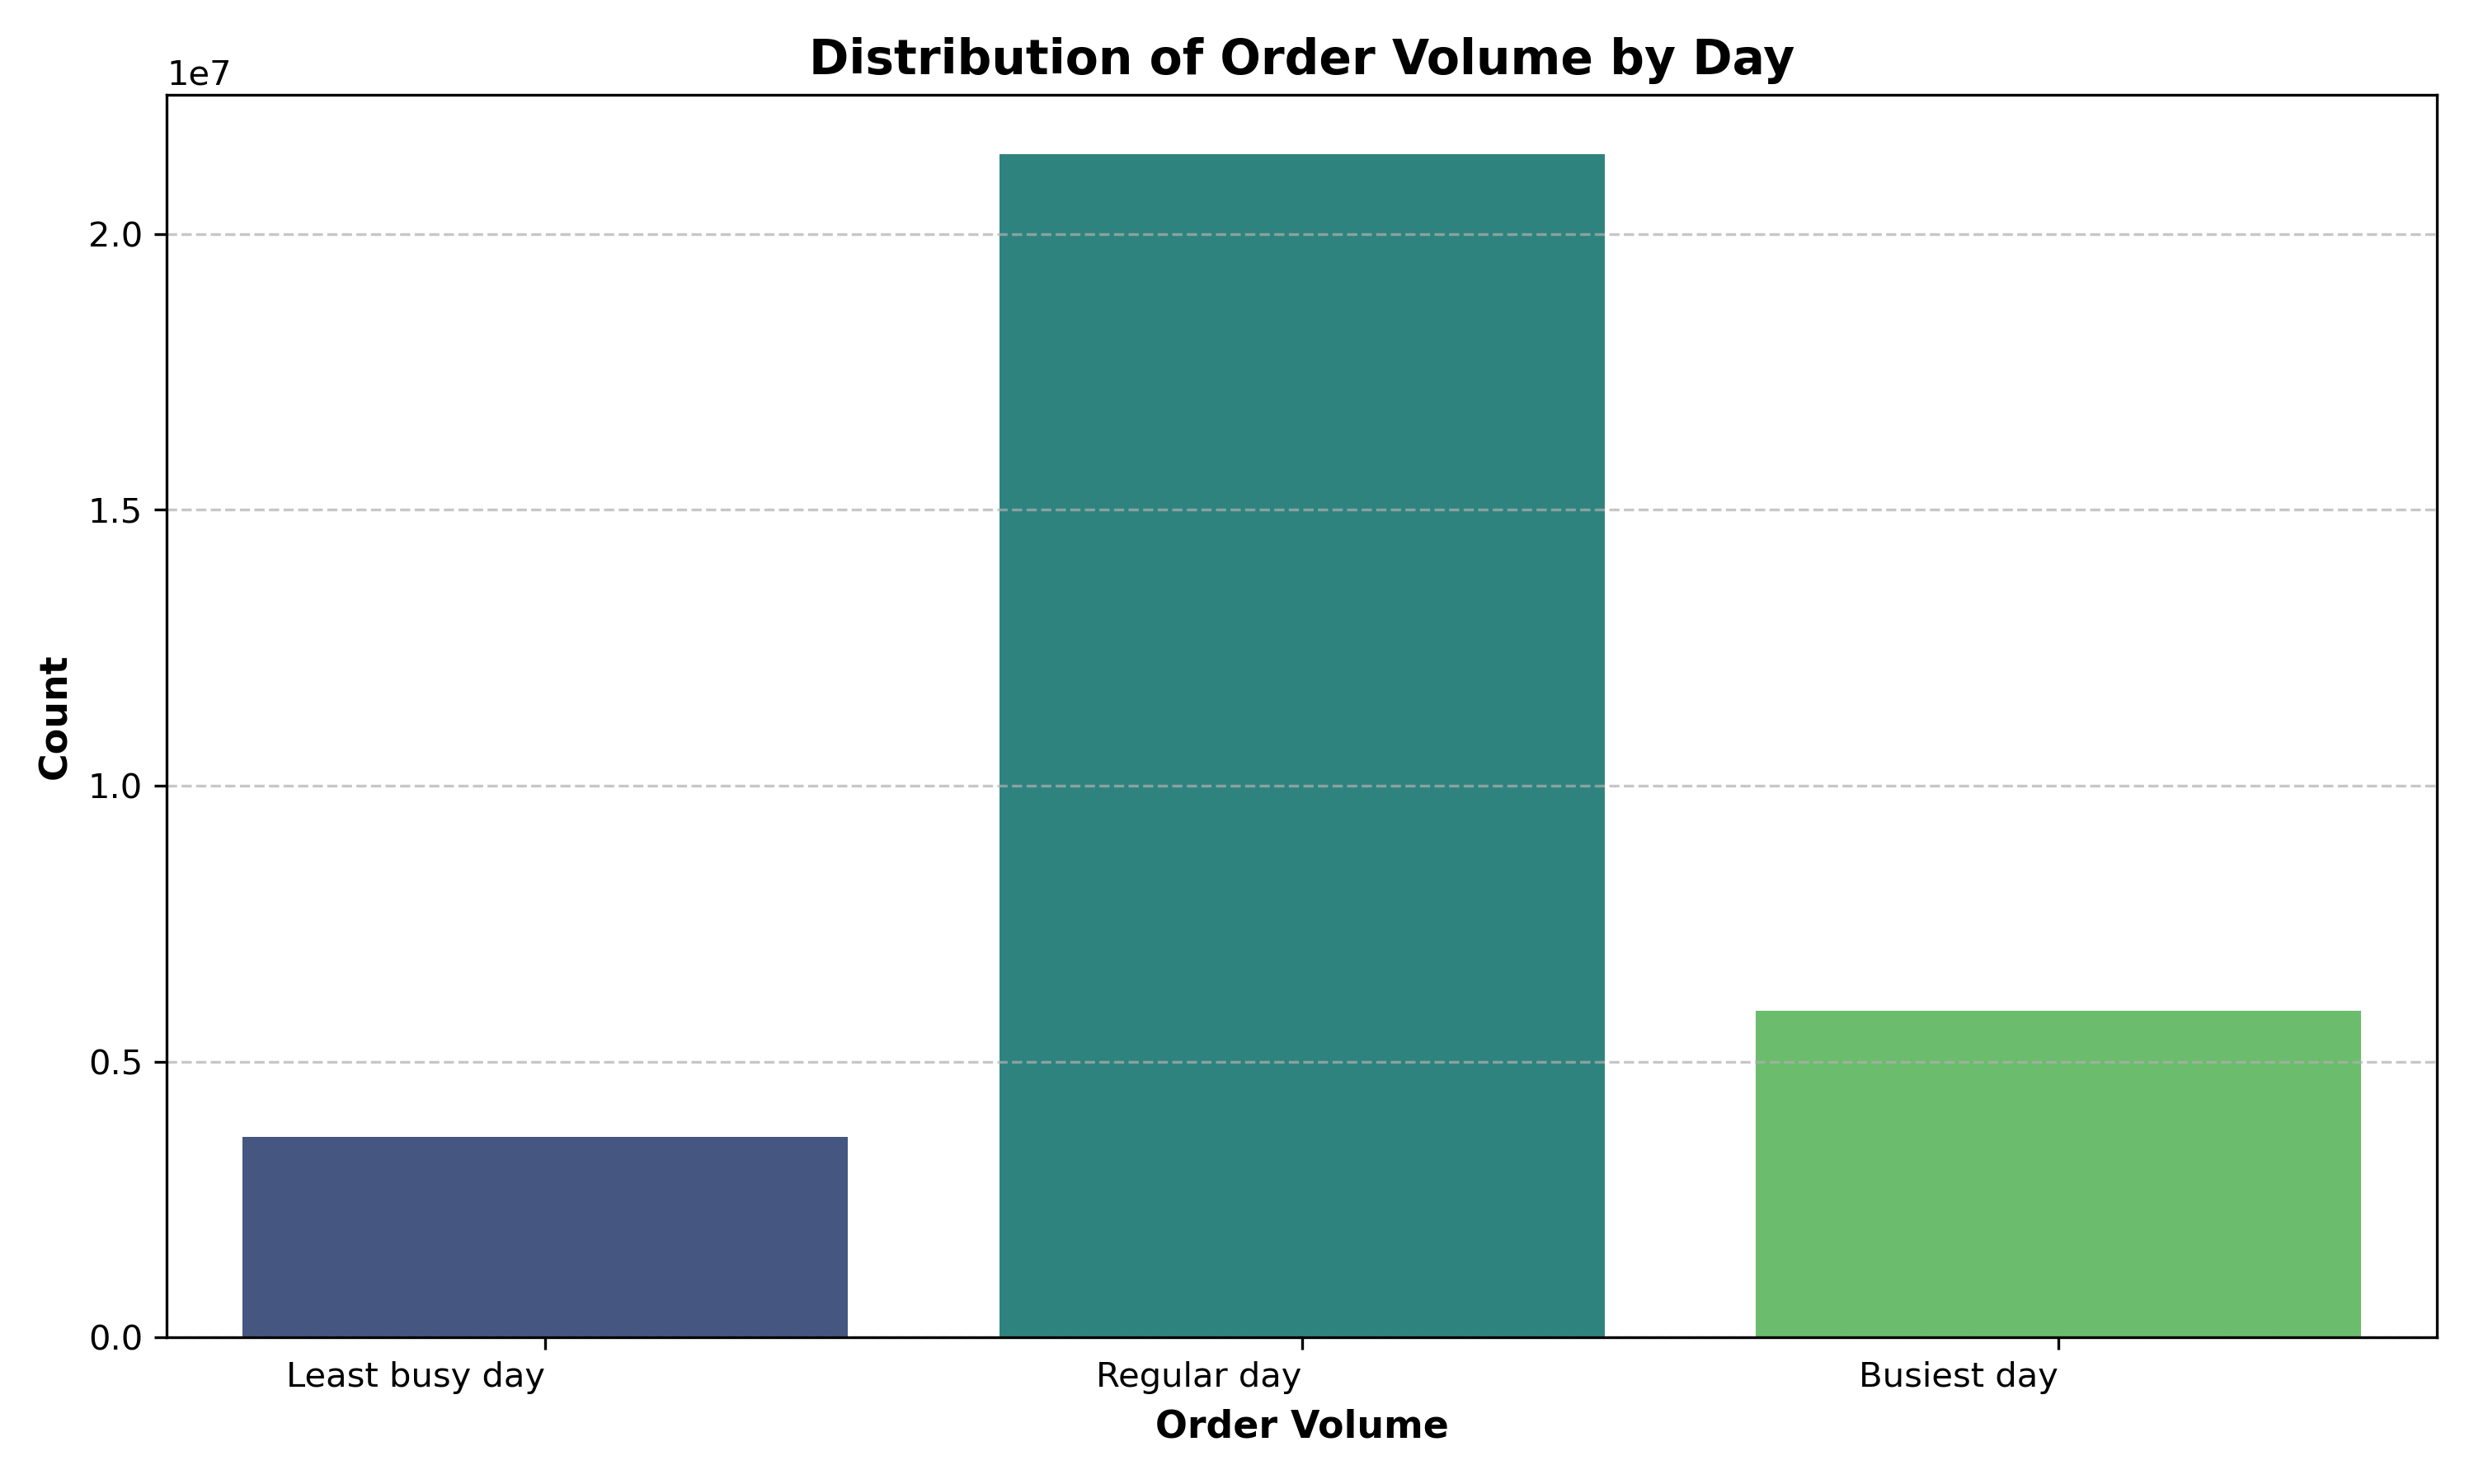 Distribution of Order Volume by Day
1e7
2.0
1.5
1.0
0.5
0.0
Count
Least busy day
Regular day
Busiest day
Order Volume